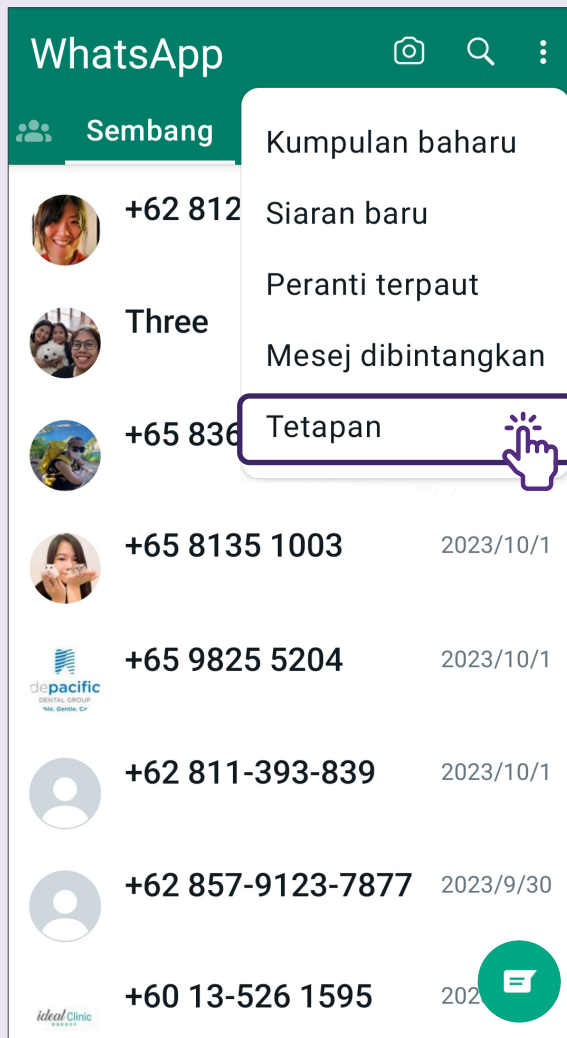 WhatsApp
Sembang
Kumpulan baharu
Siaran baru
Peranti terpaut
Mesej dibintangkan
Tetapan
+62 812
Three
+65 836
+65 8135 1003 2023/10/1
+65 9825 5204 2023/10/1
depacific
DENTAL GROUP
+62 811-393-839 2023/10/1
+62 857-9123-7877 2023/9/30
+60 13-526 1595 202
ideal Clinic